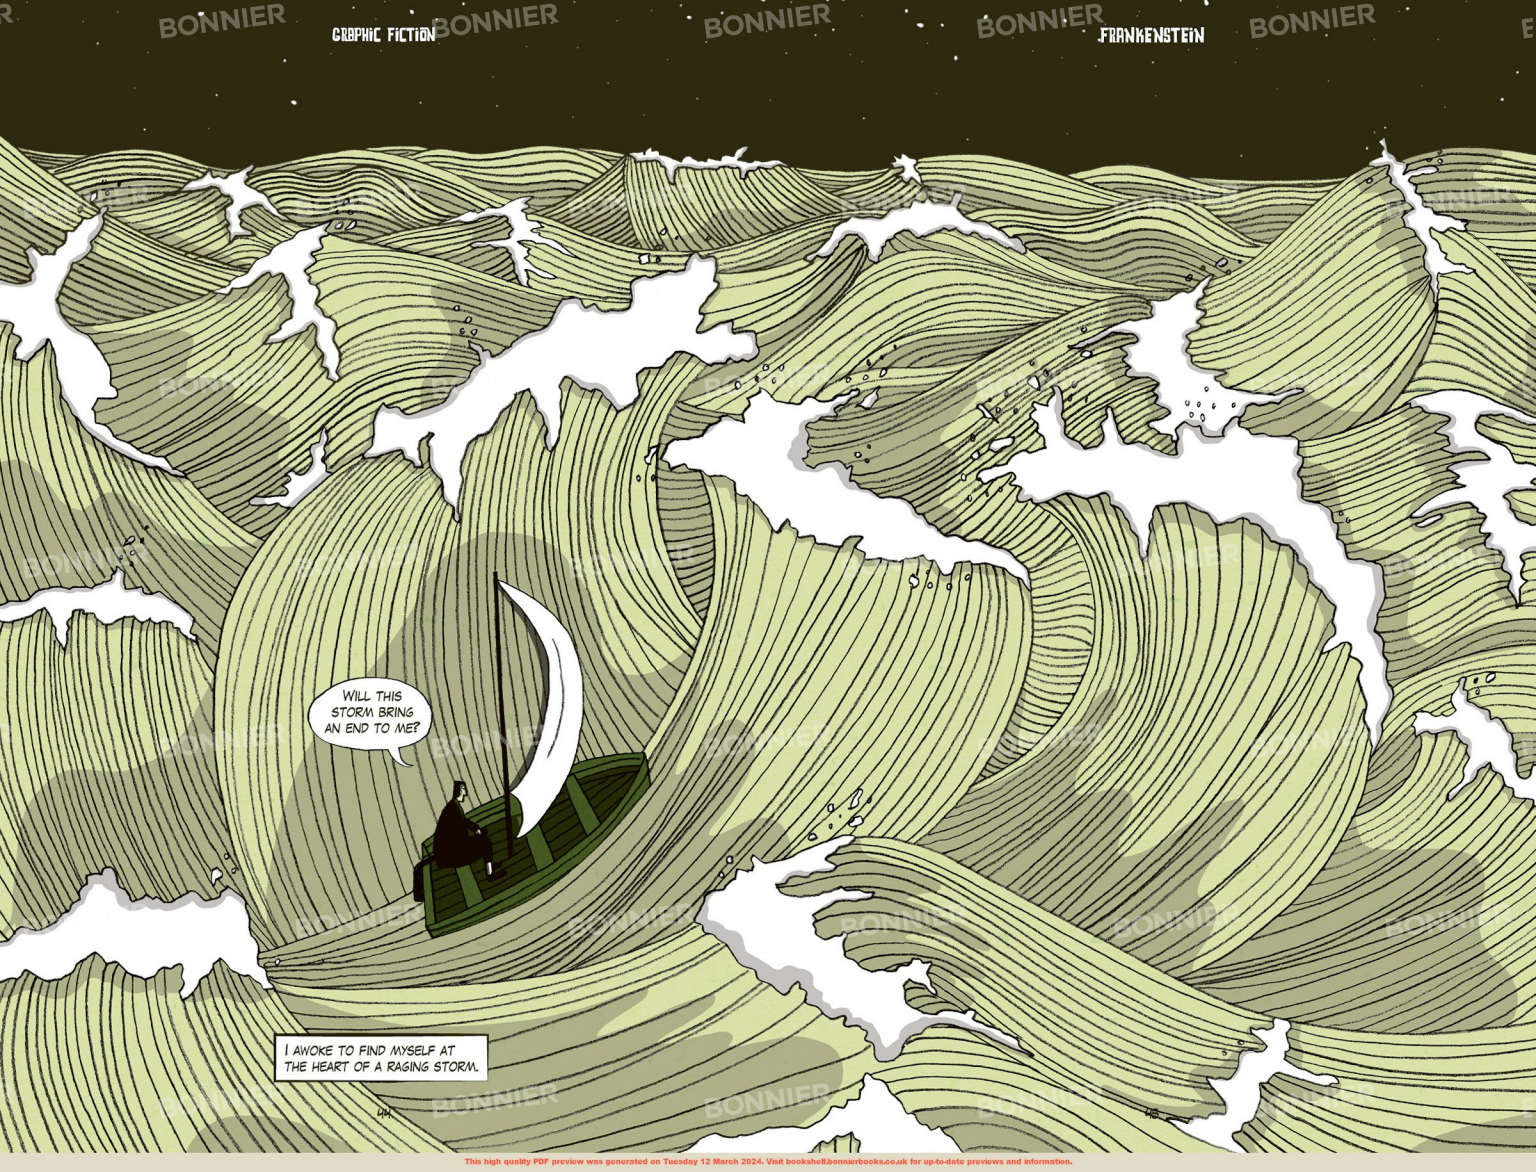 GRAPHIC FICTION
FRANKENSTEIN
WILL THIS
STORM BRING
AN END TO ME?
I AWOKE TO FIND MYSELF AT
THE HEART OF A RAGING STORM.
44
45
BONNIER
This high quality PDF preview was generated on Tuesday 12 March 2024. Visit bookshelf.bonnierbooks.co.uk for up-to-date previews and information.